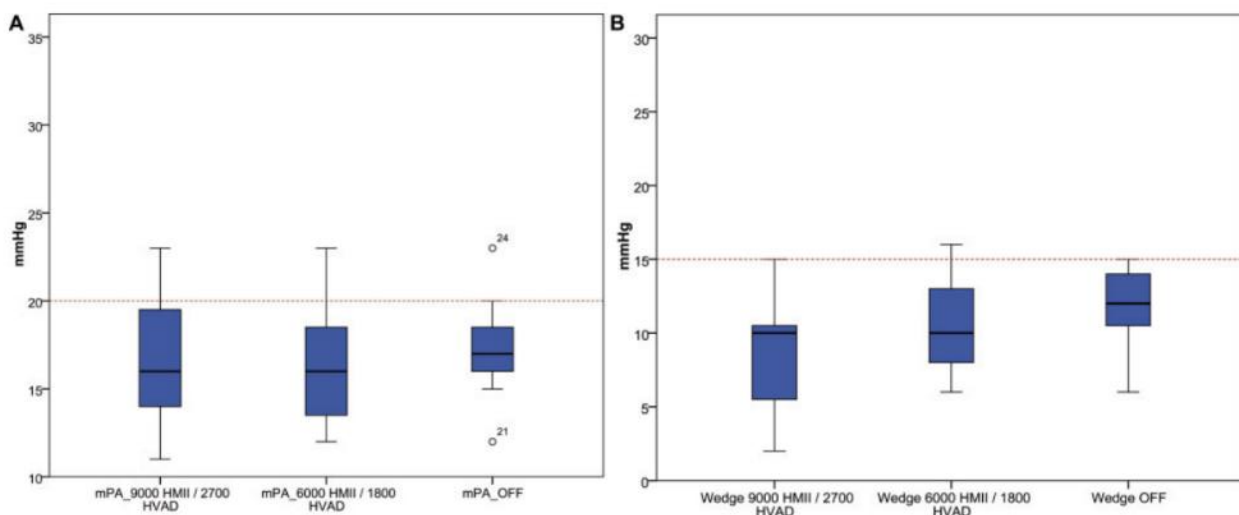 A
35
30
25
20
15
10
mmHg
24
21
mPA_9000 HMII / 2700
HVAD
mPA_6000 HMII / 1800
HVAD
mPA_OFF
B
30
25
20
15
10
5
0
mmHg
Wedge 9000 HMII / 2700
HVAD
Wedge 6000 HMII / 1800
HVAD
Wedge OFF